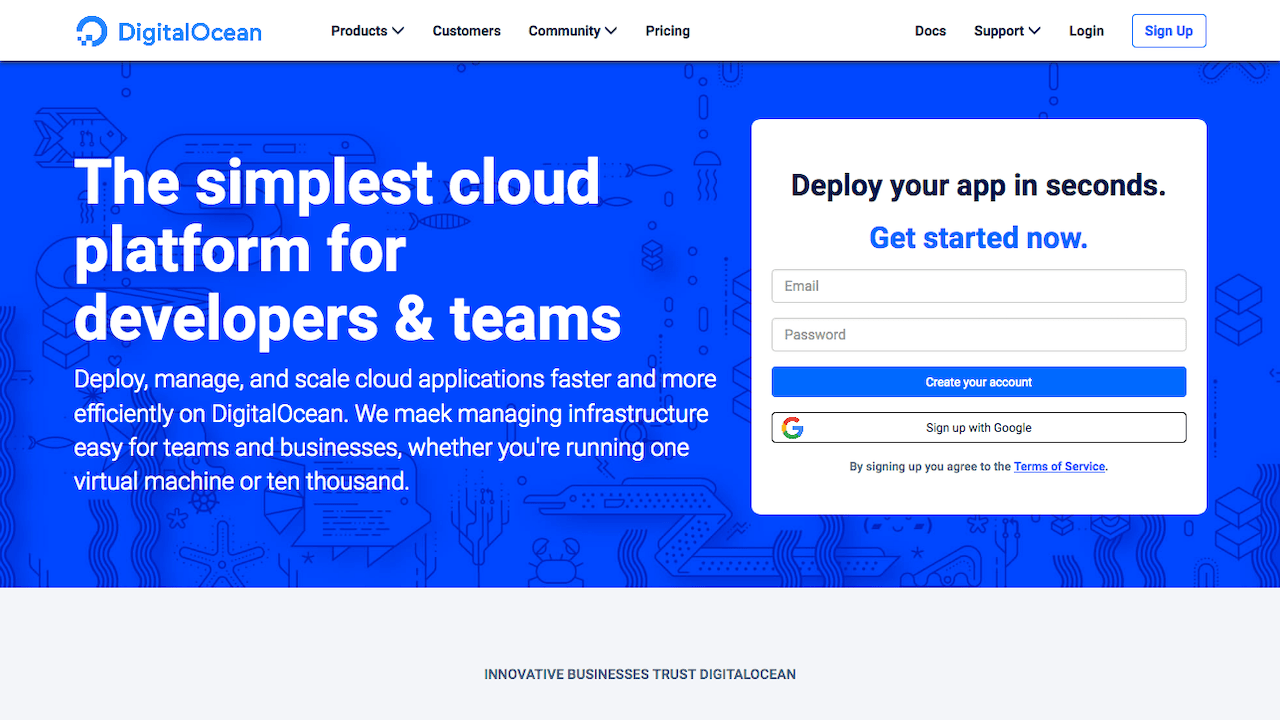 DigitalOcean Products Customers Community Pricing Docs Support Login Sign Up
The simplest cloud
platform for
developers & teams
Deploy, manage, and scale cloud applications faster and more
efficiently on DigitalOcean. We maek managing infrastructure
easy for teams and businesses, whether you're running one
virtual machine or ten thousand.
Deploy your app in seconds.
Get started now.
Email
Password
Create your account
Sign up with Google
By signing up you agree to the Terms of Service.
INNOVATIVE BUSINESSES TRUST DIGITALOCEAN